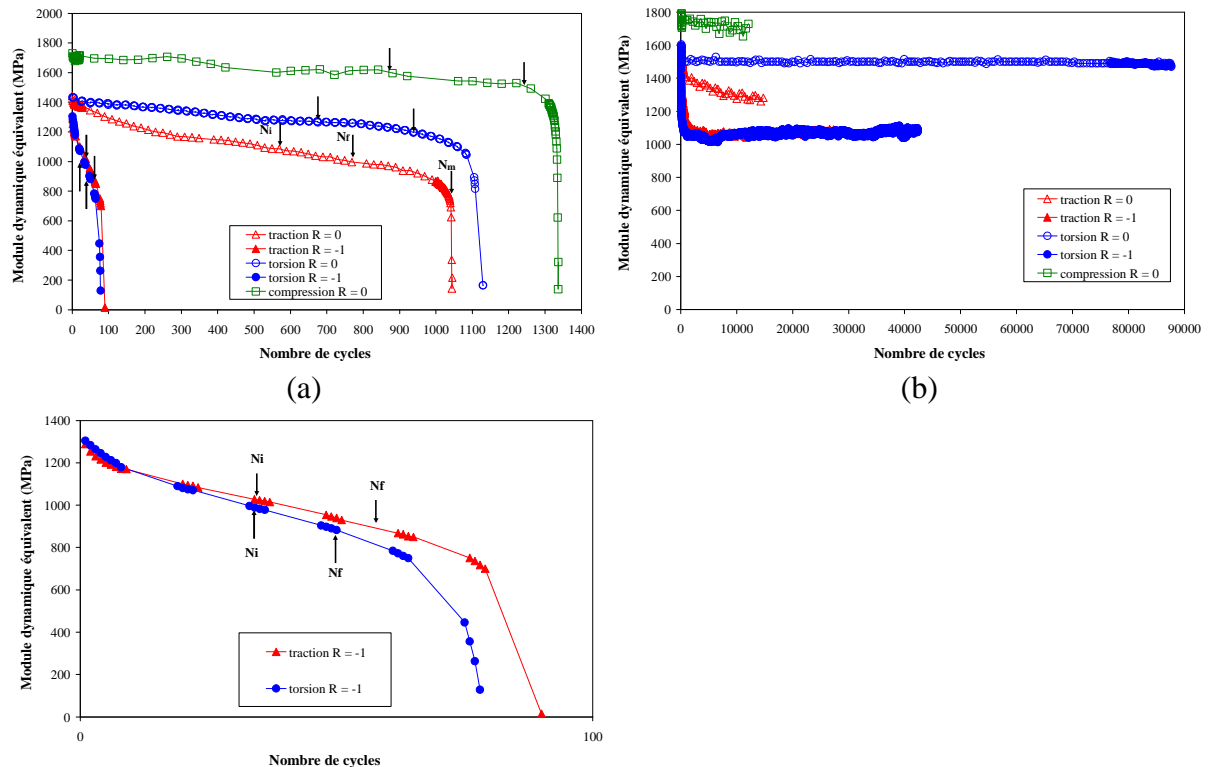 Module dynamique équivalent (MPa)
2000
1800
1600
1400
1200
1000
800
600
400
200
0
Ni
Nf
Nm
traction R = 0
traction R = -1
torsion R = 0
torsion R = -1
compression R = 0
0 100 200 300 400 500 600 700 800 900 1000 1100 1200 1300 1400
Nombre de cycles
(a)
Module dynamique équivalent (MPa)
1800
1600
1400
1200
1000
800
600
400
200
0
traction R = 0
traction R = -1
torsion R = 0
torsion R = -1
compression R = 0
0 10000 20000 30000 40000 50000 60000 70000 80000 90000
Nombre de cycles
(b)
Module dynamique équivalent (MPa)
1400
1200
1000
800
600
400
200
0
Ni
Nf
Ni
Nf
traction R = -1
torsion R = -1
0 100
Nombre de cycles